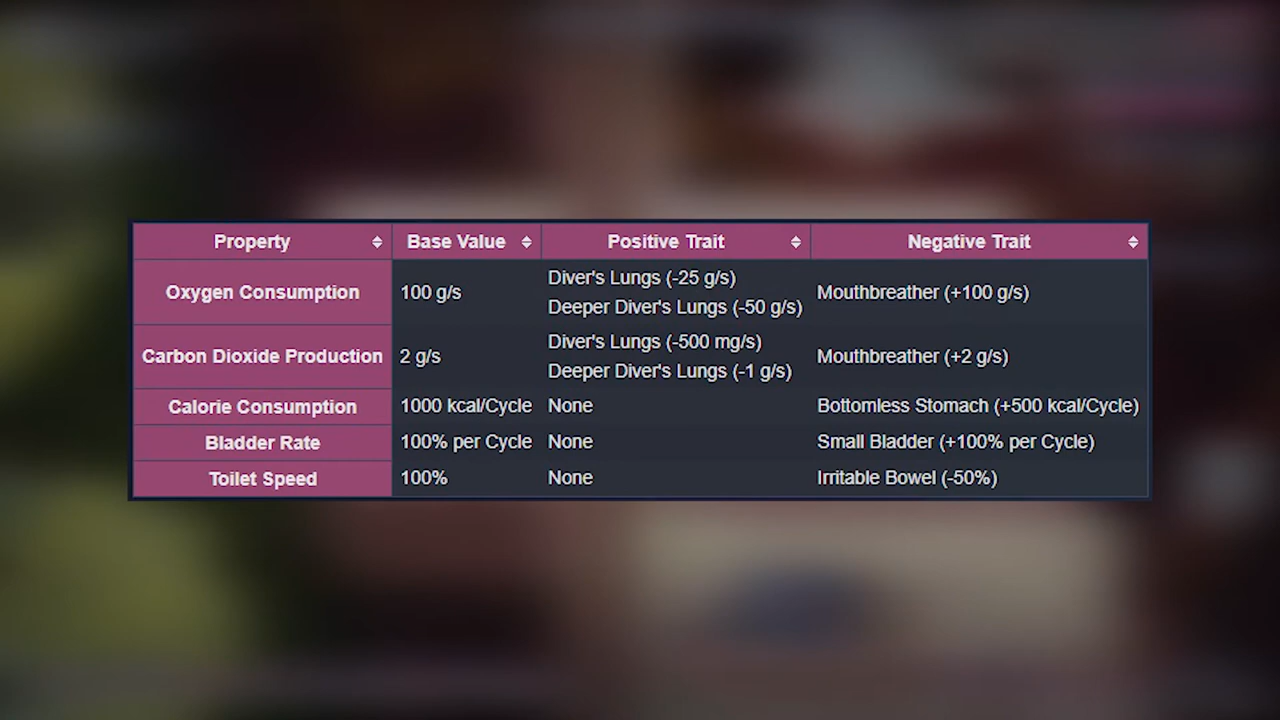 Property Base Value Positive Trait Negative Trait
Oxygen Consumption 100 g/s Diver's Lungs (-25 g/s) Mouthbreather (+100 g/s)
Deeper Diver's Lungs (-50 g/s)
Carbon Dioxide Production 2 g/s Diver's Lungs (-500 mg/s) Mouthbreather (+2 g/s)
Deeper Diver's Lungs (-1 g/s)
Calorie Consumption 1000 kcal/Cycle None Bottomless Stomach (+500 kcal/Cycle)
Bladder Rate 100% per Cycle None Small Bladder (+100% per Cycle)
Toilet Speed 100% None Irritable Bowel (-50%)